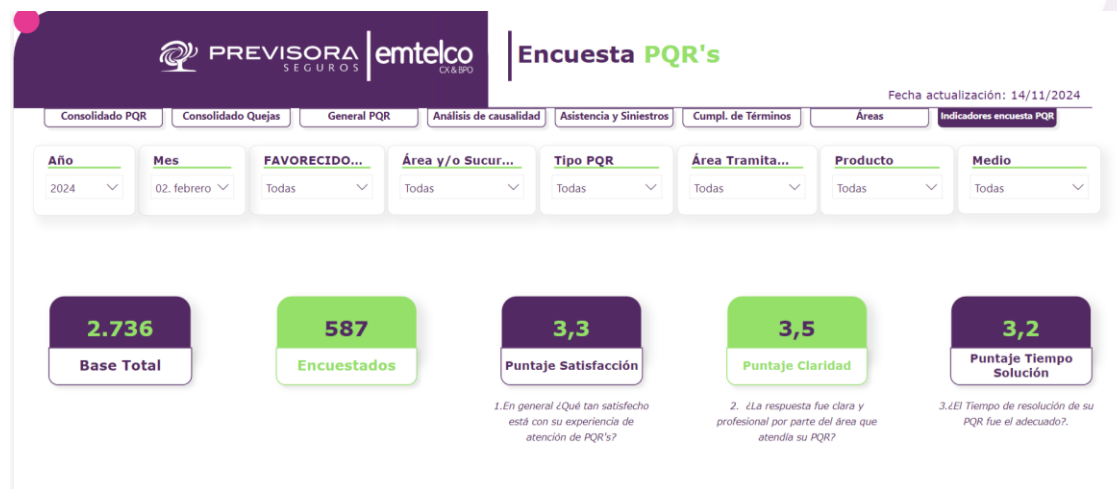 PREVISORA
SEGUROS
emtelco
CX & BPO
Encuesta PQR's
Fecha actualización: 14/11/2024
Consolidado PQR
Consolidado Quejas
General PQR
Análisis de causalidad
Asistencia y Siniestros
Cumpl. de Términos
Áreas
Indicadores encuesta PQR
Año
Mes
FAVORECIDO...
Área y/o Sucur...
Tipo PQR
Área Tramita...
Producto
Medio
2024
02. febrero
Todas
Todas
Todas
Todas
Todas
Todas
2.736
Base Total
587
Encuestados
3,3
Puntaje Satisfacción
1.En general ¿Qué tan satisfecho
está con su experiencia de
atención de PQR's?
3,5
Puntaje Claridad
2. ¿La respuesta fue clara y
profesional por parte del área que
atendía su PQR?
3,2
Puntaje Tiempo
Solución
3.¿El Tiempo de resolución de su
PQR fue el adecuado?.